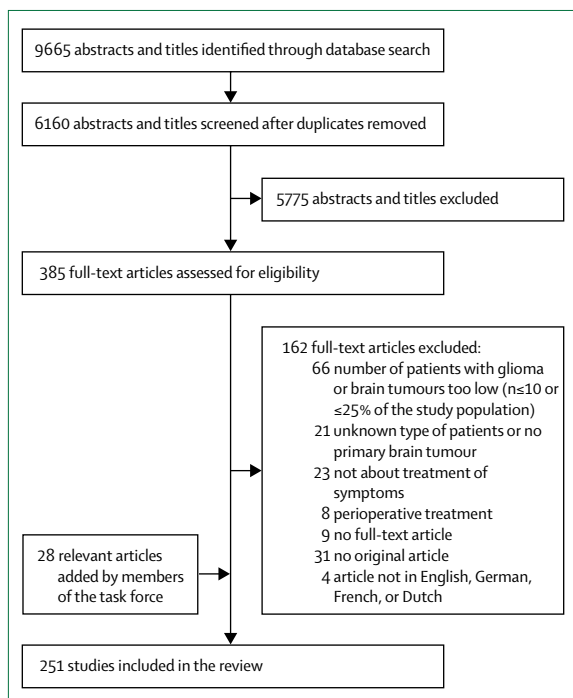 9665 abstracts and titles identified through database search
6160 abstracts and titles screened after duplicates removed
5775 abstracts and titles excluded
385 full-text articles assessed for eligibility
162 full-text articles excluded:
66 number of patients with glioma
or brain tumours too low (n≤10 or
≤25% of the study population)
21 unknown type of patients or no
primary brain tumour
23 not about treatment of
symptoms
8 perioperative treatment
9 no full-text article
31 no original article
4 article not in English, German,
French, or Dutch
28 relevant articles
added by members
of the task force
251 studies included in the review